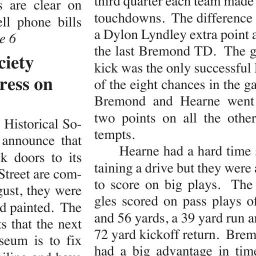 s are clear on
ell phone bills
e 6
ciety
ress on
Historical So-
announce that
k doors to its
Street are com-
gust, they were
d painted. The
ts that the next
seum is to fix
third quarter each team made
touchdowns. The difference
a Dylon Lyndley extra point a
the last Bremond TD. The g
kick was the only successful
of the eight chances in the ga
Bremond and Hearne went
two points on all the other
tempts.
Hearne had a hard time
taining a drive but they were a
to score on big plays. The
gles scored on pass plays of
and 56 yards, a 39 yard run an
72 yard kickoff return. Brem
had a big advantage in time